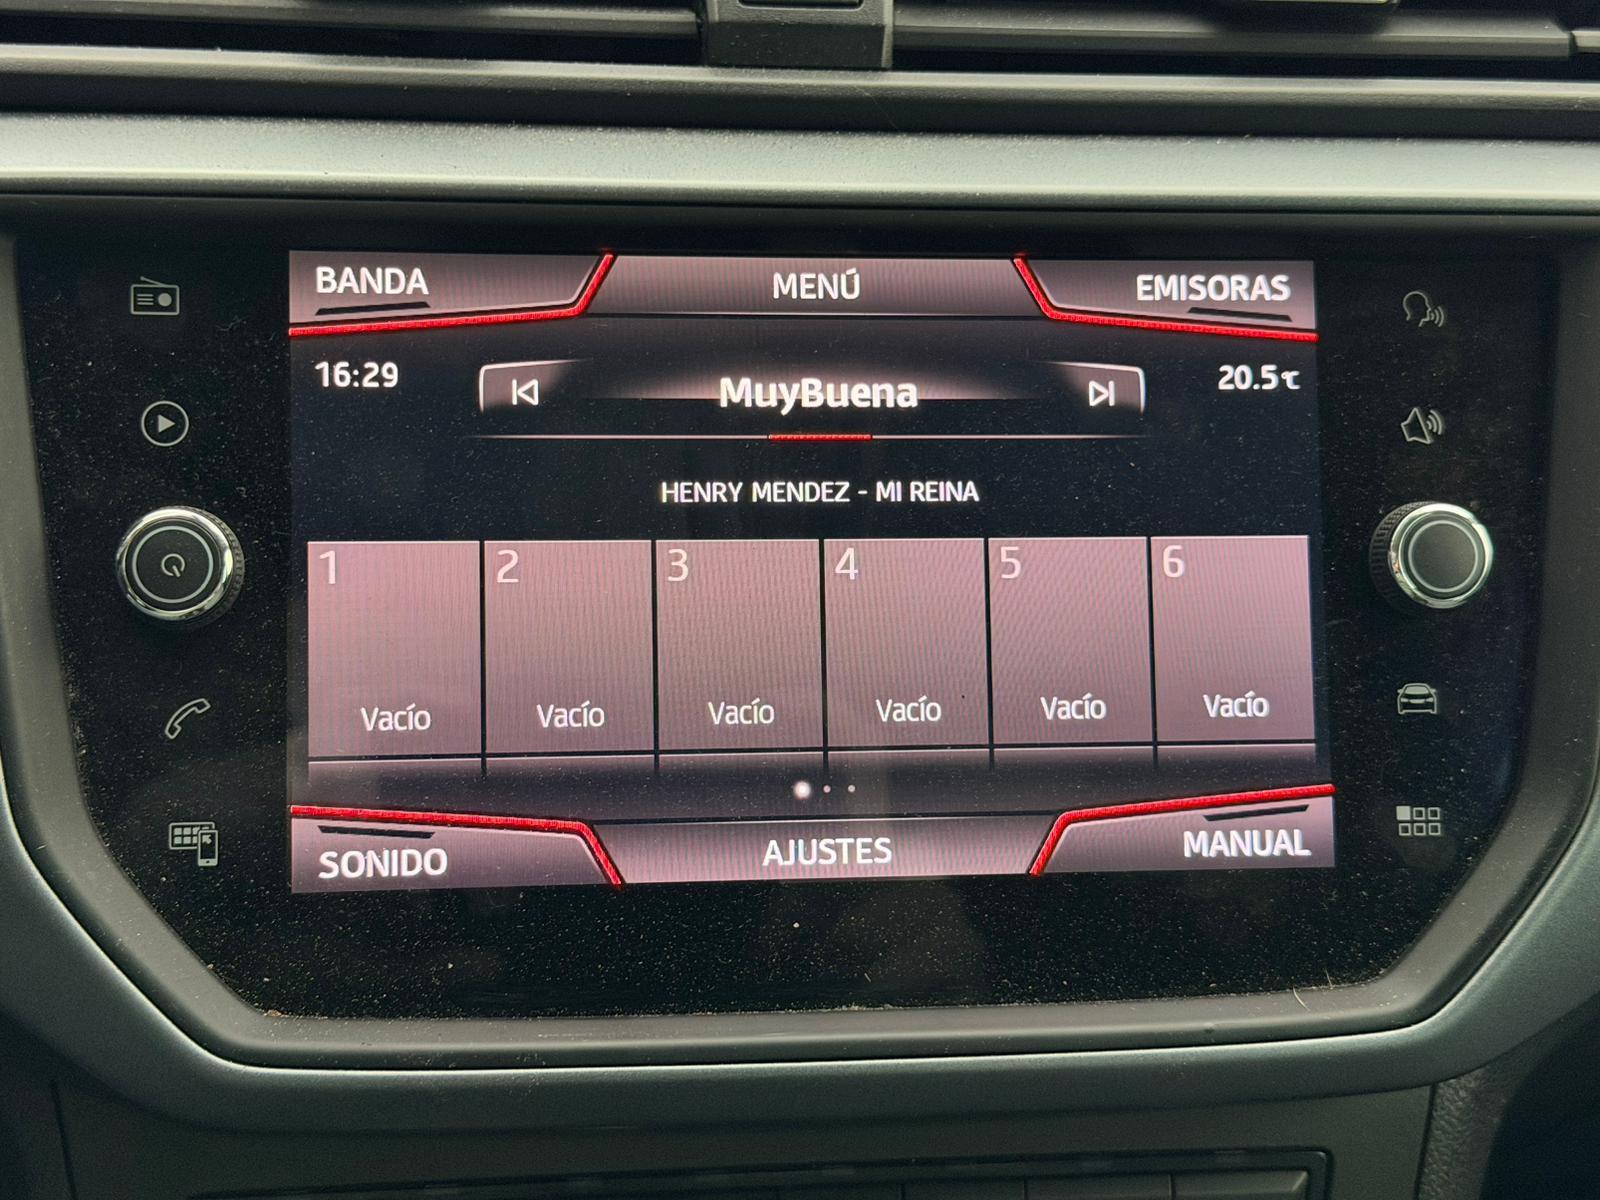 BANDA MENÚ EMISORAS
16:29 MuyBuena 20.5°C
HENRY MENDEZ - MI REINA
1 2 3 4 5 6
Vacío Vacío Vacío Vacío Vacío Vacío
SONIDO AJUSTES MANUAL